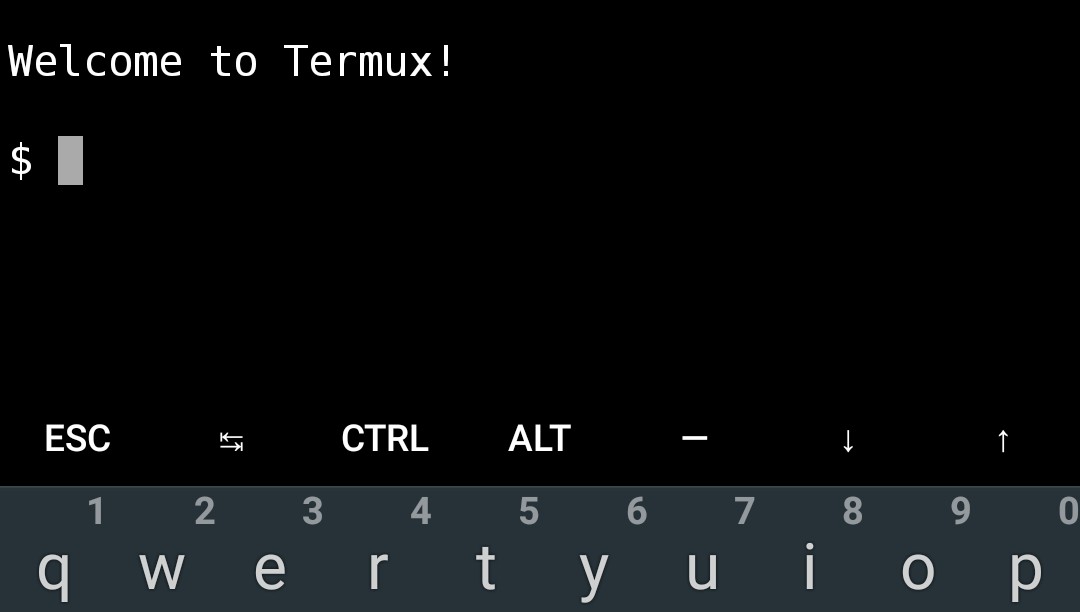 Welcome to Termux!
$
ESC ↹ CTRL ALT — ↓ ↑
1 2 3 4 5 6 7 8 9 0
q w e r t y u i o p